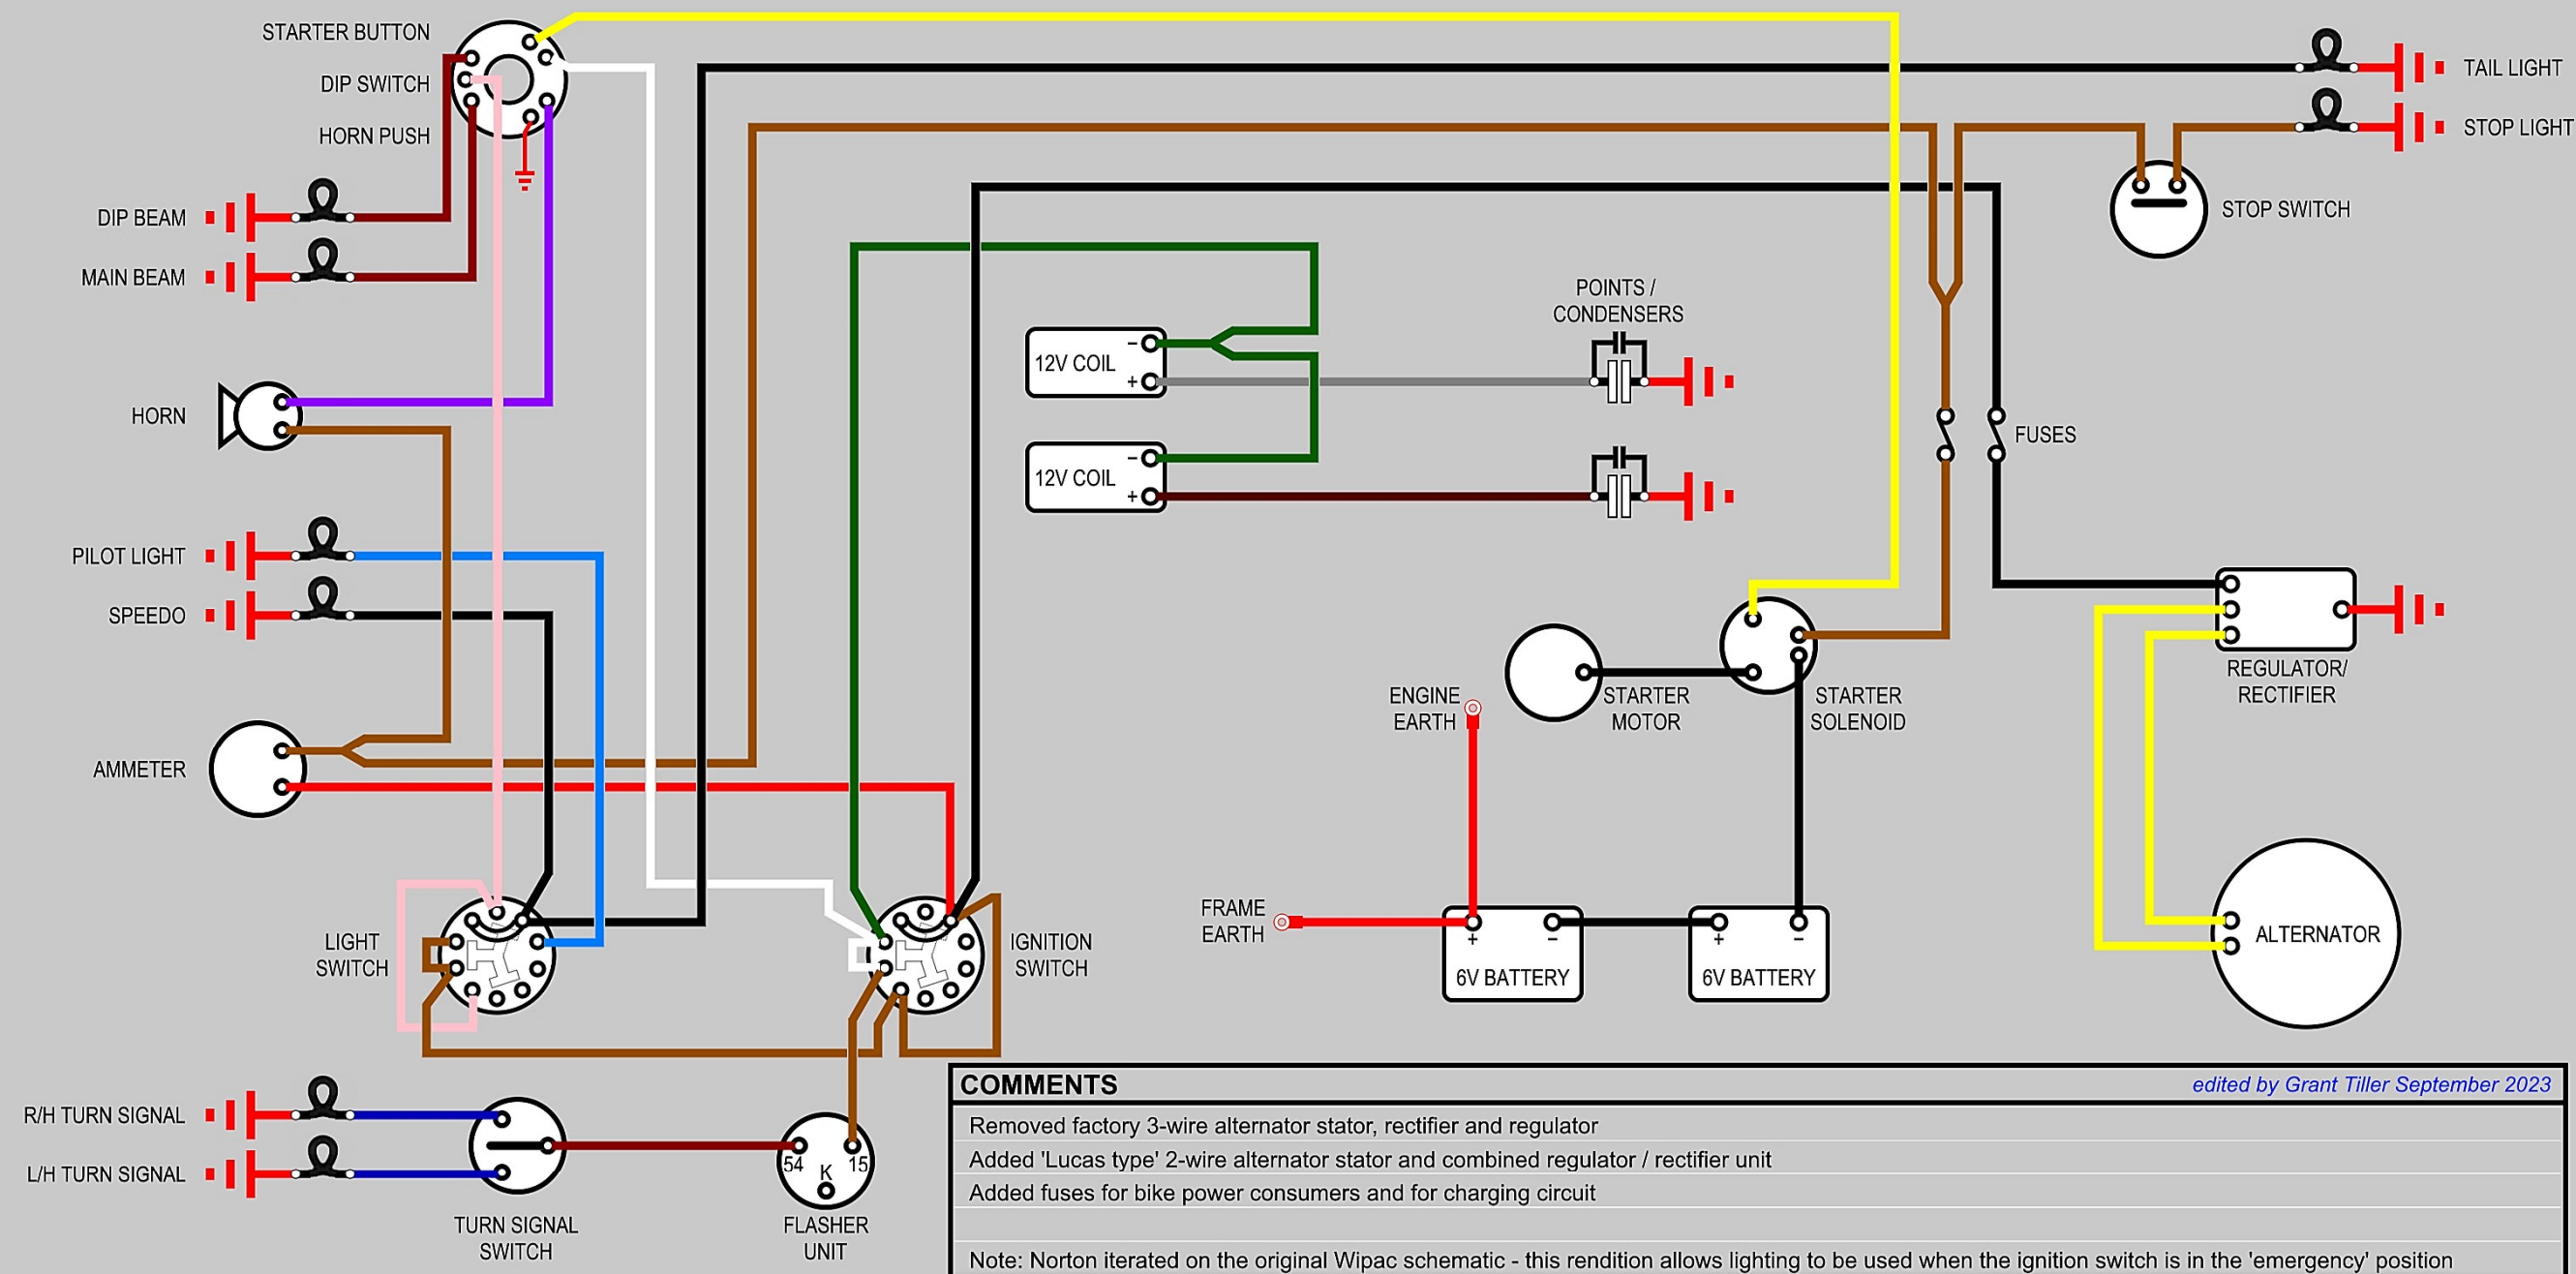 STARTER BUTTON
DIP SWITCH
HORN PUSH
TAIL LIGHT
STOP LIGHT
STOP SWITCH
DIP BEAM
MAIN BEAM
POINTS /
CONDENSERS
12V COIL
−
+
12V COIL
−
+
HORN
FUSES
PILOT LIGHT
SPEEDO
REGULATOR/
RECTIFIER
ENGINE
EARTH
STARTER
MOTOR
STARTER
SOLENOID
AMMETER
FRAME
EARTH
LIGHT
SWITCH
IGNITION
SWITCH
+
−
6V BATTERY
+
−
6V BATTERY
ALTERNATOR
R/H TURN SIGNAL
L/H TURN SIGNAL
TURN SIGNAL
SWITCH
54
K
15
FLASHER
UNIT
COMMENTS
edited by Grant Tiller September 2023
Removed factory 3-wire alternator stator, rectifier and regulator
Added 'Lucas type' 2-wire alternator stator and combined regulator / rectifier unit
Added fuses for bike power consumers and for charging circuit
Note: Norton iterated on the original Wipac schematic - this rendition allows lighting to be used when the ignition switch is in the 'emergency' position